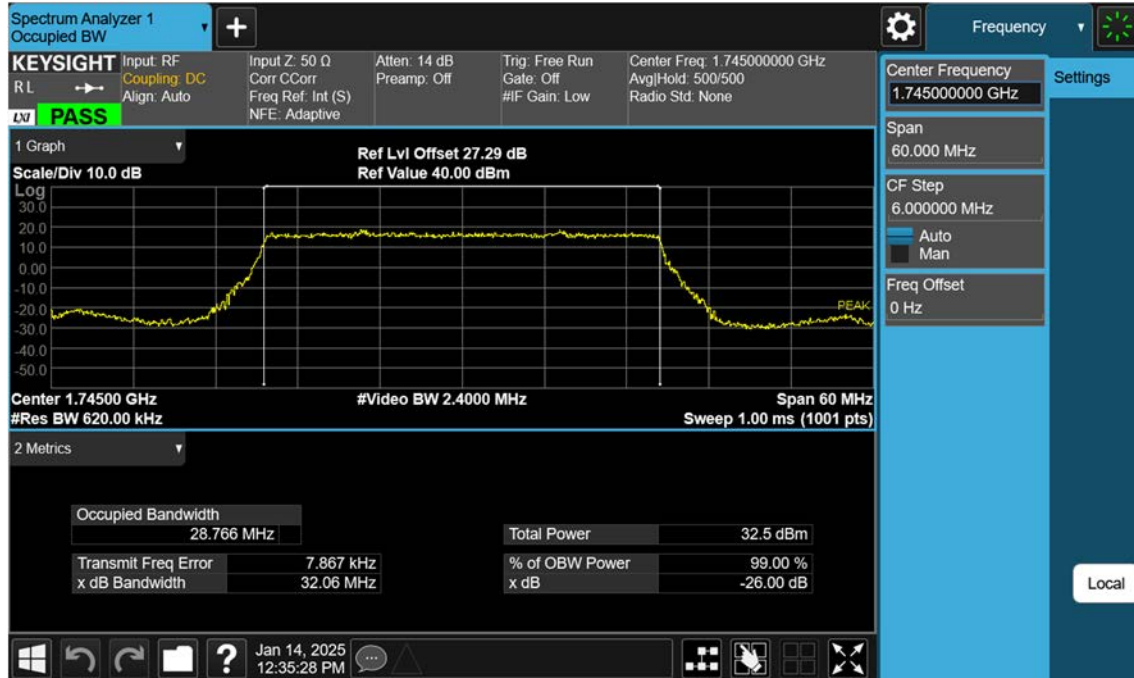 Spectrum Analyzer 1
Occupied BW
Frequency
KEYSIGHT
R L
LXI
PASS
Input: RF
Coupling: DC
Align: Auto
Input Z: 50 Ω
Corr CCorr
Freq Ref: Int (S)
NFE: Adaptive
Atten: 14 dB
Preamp: Off
Trig: Free Run
Gate: Off
#IF Gain: Low
Center Freq: 1.745000000 GHz
Avg|Hold: 500/500
Radio Std: None
Center Frequency
1.745000000 GHz
Settings
Span
60.000 MHz
CF Step
6.000000 MHz
Auto
Man
Freq Offset
0 Hz
Local
1 Graph
Scale/Div 10.0 dB
Ref Lvl Offset 27.29 dB
Ref Value 40.00 dBm
Log
30.0
20.0
10.0
0.00
-10.0
-20.0
-30.0
-40.0
-50.0
PEAK
Center 1.74500 GHz
#Video BW 2.4000 MHz
Span 60 MHz
#Res BW 620.00 kHz
Sweep 1.00 ms (1001 pts)
2 Metrics
Occupied Bandwidth
28.766 MHz
Total Power 32.5 dBm
Transmit Freq Error 7.867 kHz
% of OBW Power 99.00 %
x dB Bandwidth 32.06 MHz
x dB -26.00 dB
?
Jan 14, 2025
12:35:28 PM